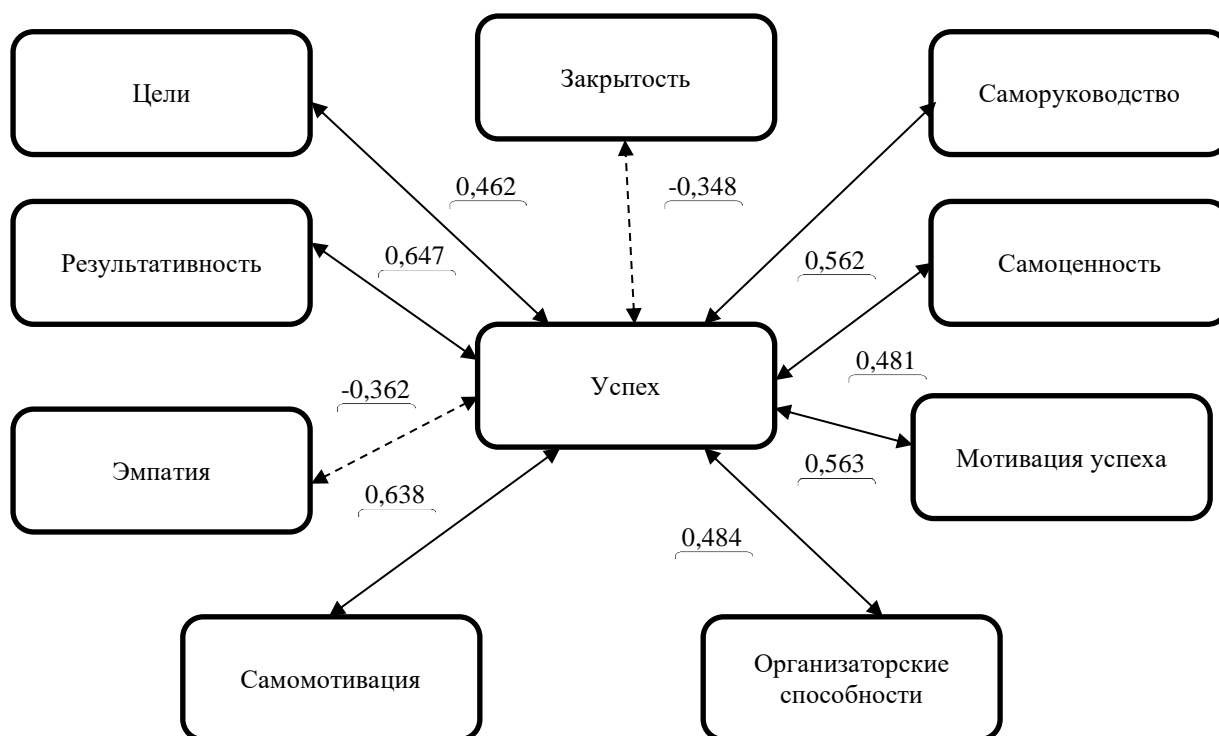 Закрытость
Цели
Саморуководство
0,462
-0,348
Результативность
0,647
0,562
Самоценность
Успех
0,481
-0,362
Эмпатия
0,563
Мотивация успеха
0,638
0,484
Самомотивация
Организаторские
способности